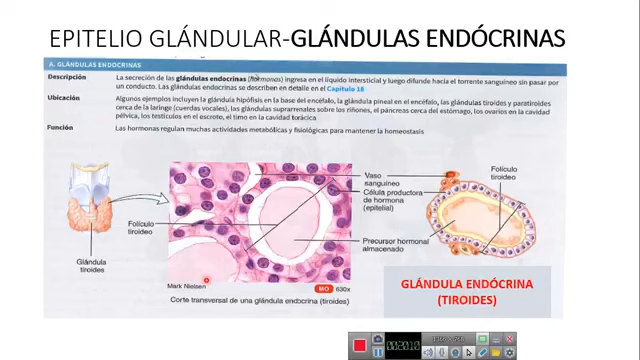 EPITELIO GLÁNDULAR-GLÁNDULAS ENDÓCRINAS
A. GLÁNDULAS ENDOCRINAS
Descripción
La secreción de las glándulas endocrinas (hormonas) ingresa en el líquido intersticial y luego difunde hacia el torrente sanguíneo sin pasar por
un conducto. Las glándulas endocrinas se describen en detalle en el Capítulo 18
Ubicación
Algunos ejemplos incluyen la glándula hipófisis en la base del encéfalo, la glándula pineal en el encéfalo, las glándulas tiroides y paratiroides
cerca de la laringe (cuerdas vocales), las glándulas suprarrenales sobre los riñones, el páncreas cerca del estómago, los ovarios en la cavidad
pélvica, los testículos en el escroto, el timo en la cavidad torácica
Función
Las hormonas regulan muchas actividades metabólicas y fisiológicas para mantener la homeostasis
Glándula
tiroides
Folículo
tiroideo
Vaso
sanguíneo
Célula productora
de hormona
(epitelial)
Precursor hormonal
almacenado
Folículo
tiroideo
Mark Nielsen
MO 630x
Corte transversal de una glándula endocrina (tiroides)
GLÁNDULA ENDÓCRINA
(TIROIDES)